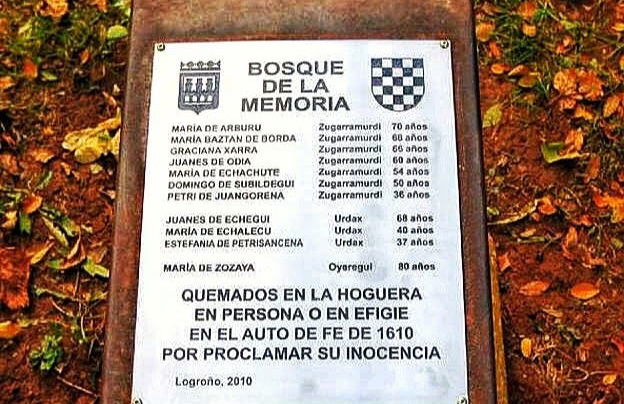 BOSQUE
DE LA
MEMORIA
MARÍA DE ARBURU Zugarramurdi 70 años
MARÍA BAZTAN DE BORDA Zugarramurdi 68 años
GRACIANA XARRA Zugarramurdi 66 años
JUANES DE ODIA Zugarramurdi 60 años
MARÍA DE ECHACHUTE Zugarramurdi 54 años
DOMINGO DE SUBILDEGUI Zugarramurdi 50 años
PETRI DE JUANGORENA Zugarramurdi 36 años
JUANES DE ECHEGUI Urdax 68 años
MARÍA DE ECHALECU Urdax 40 años
ESTEFANIA DE PETRISANCENA Urdax 37 años
MARÍA DE ZOZAYA Oyeregui 80 años
QUEMADOS EN LA HOGUERA
EN PERSONA O EN EFIGIE
EN EL AUTO DE FE DE 1610
POR PROCLAMAR SU INOCENCIA
Logroño, 2010